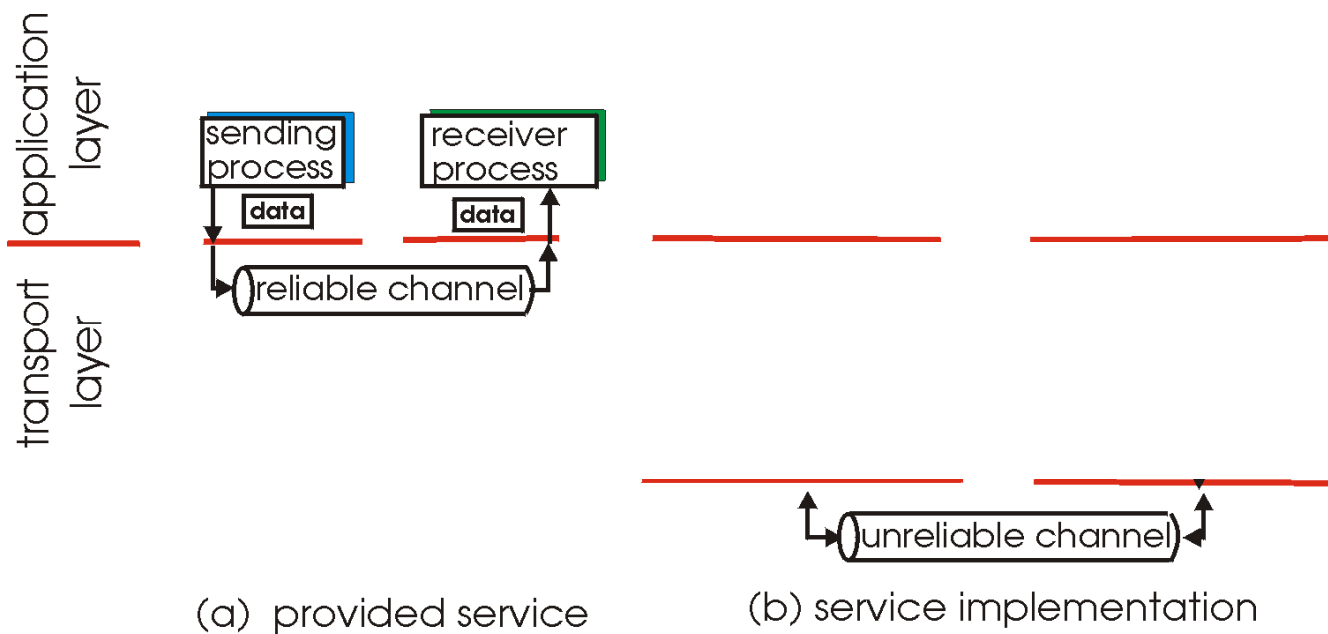 application
layer
transport
layer
sending
process
receiver
process
data
data
reliable channel
unreliable channel
(a) provided service
(b) service implementation